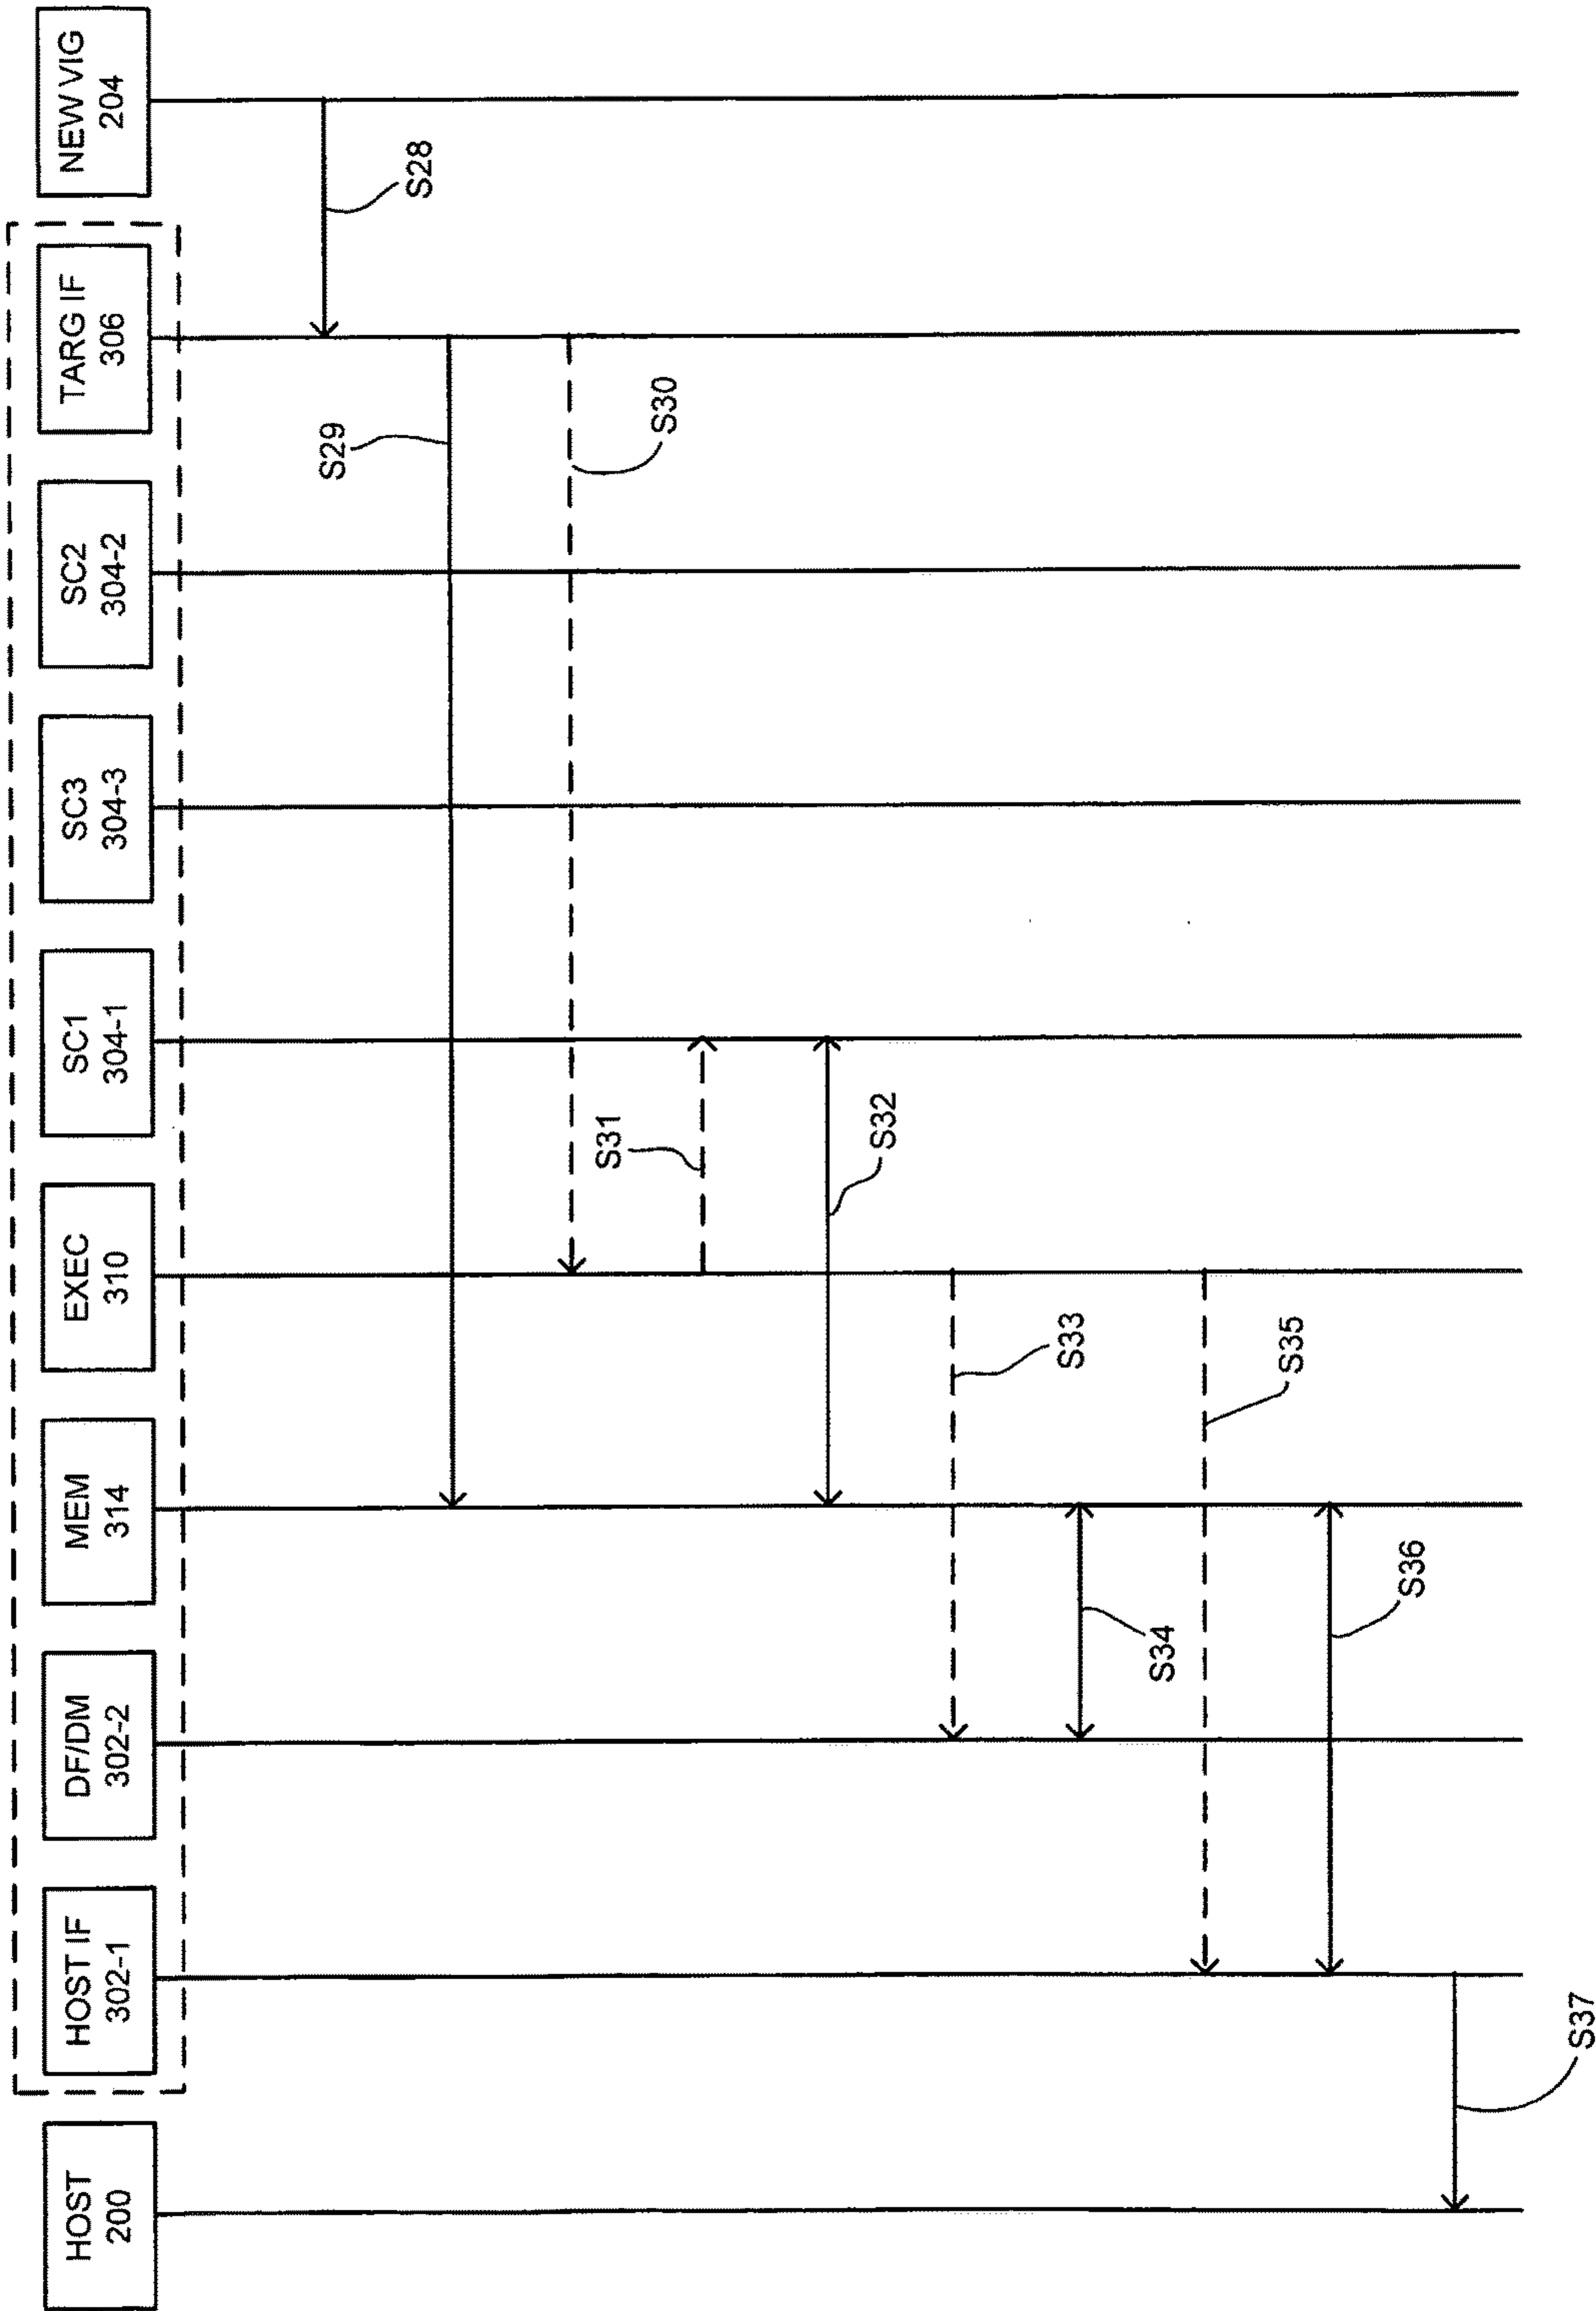 HOST
200
HOST IF
302-1
DF/DM
302-2
MEM
314
EXEC
310
SC1
304-1
SC3
304-3
SC2
304-2
TARG IF
306
NEW VIG
204
S28
S29
S30
S31
S32
S33
S34
S35
S36
S37